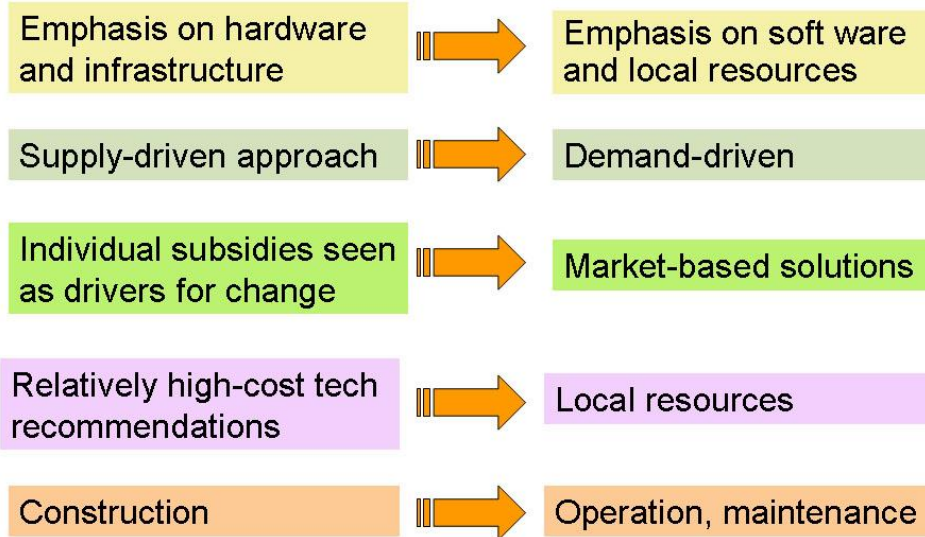 Emphasis on hardware
and infrastructure
Emphasis on soft ware
and local resources
Supply-driven approach
Demand-driven
Individual subsidies seen
as drivers for change
Market-based solutions
Relatively high-cost tech
recommendations
Local resources
Construction
Operation, maintenance